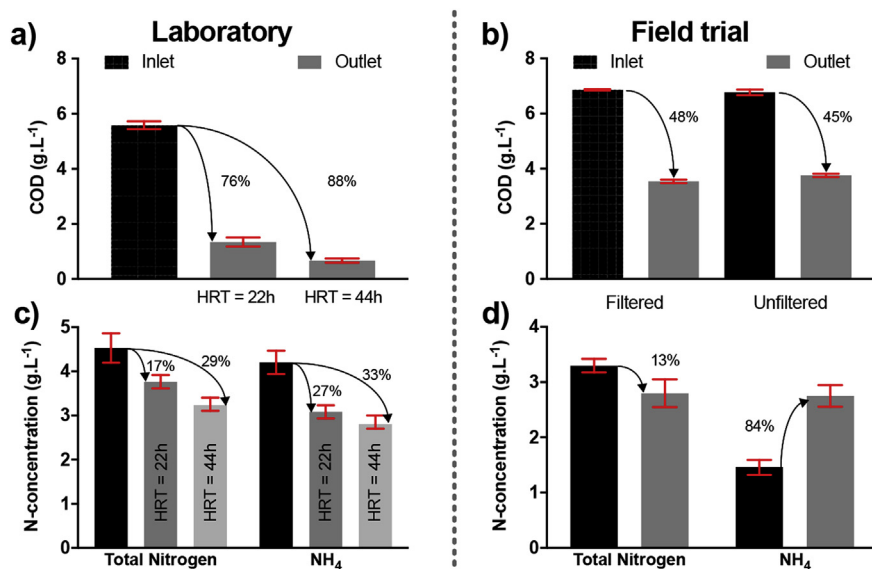 Laboratory
Field trial
a)
Inlet
Outlet
COD (g.L-1)
8
6
4
2
0
76%
88%
HRT = 22h
HRT = 44h
b)
Inlet
Outlet
COD (g.L-1)
8
6
4
2
0
48%
45%
Filtered
Unfiltered
c)
N-concentration (g.L-1)
5
4
3
2
1
0
17%
29%
27%
33%
HRT = 22h
HRT = 44h
HRT = 22h
HRT = 44h
Total Nitrogen
NH4
d)
N-concentration (g.L-1)
4
3
2
1
0
13%
84%
Total Nitrogen
NH4